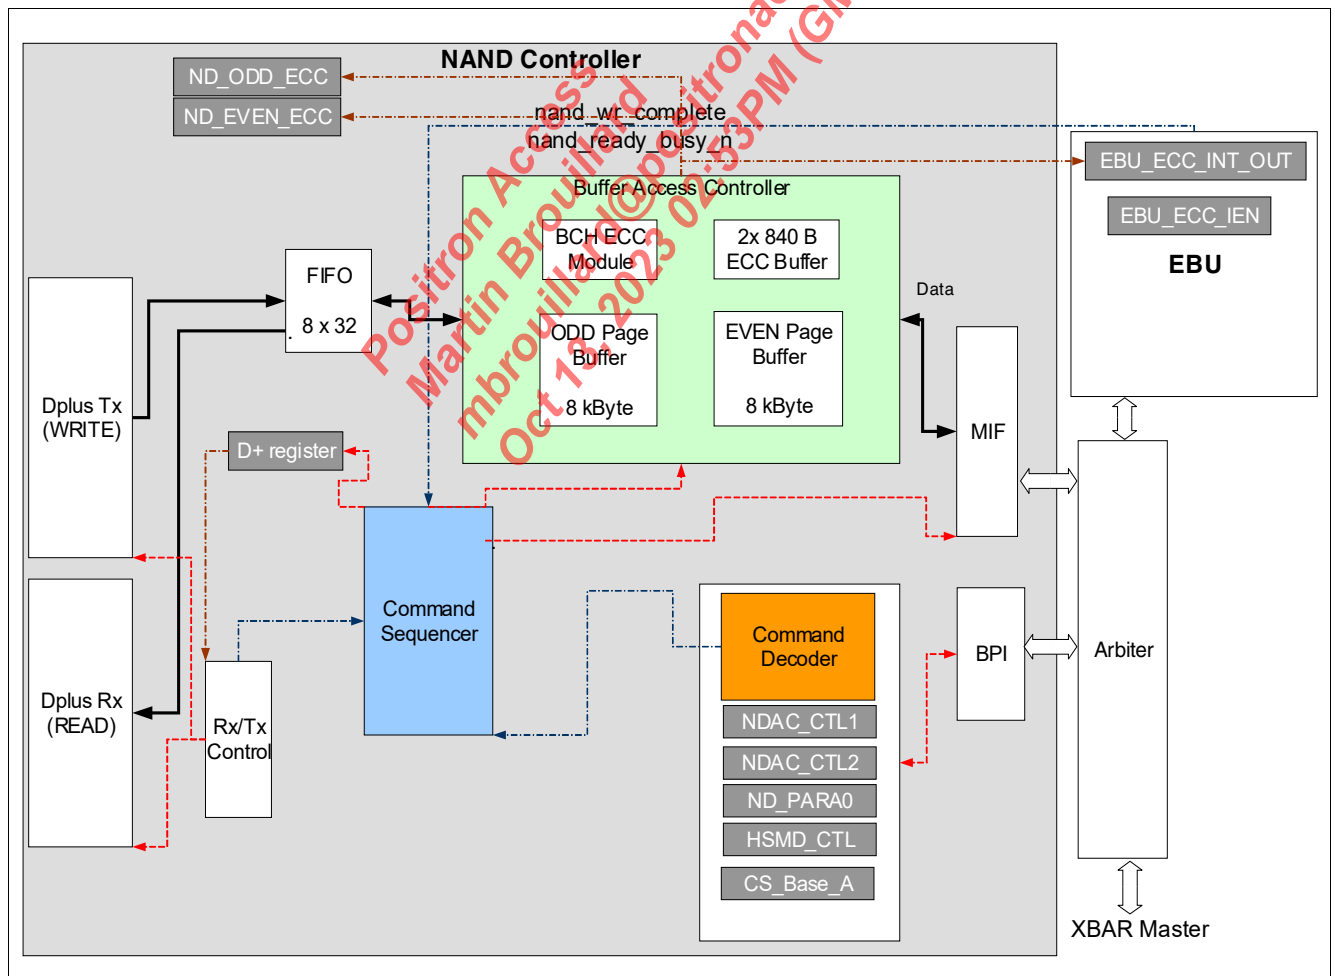 NAND Controller
ND_ODD_ECC
ND_EVEN_ECC
nand_wr_complete
nand_ready_busy_n
EBU_ECC_INT_OUT
EBU_ECC_IEN
EBU
Buffer Access Controller
BCH ECC
Module
2x 840 B
ECC Buffer
ODD Page
Buffer
8 kByte
EVEN Page
Buffer
8 kByte
FIFO
8 x 32
.
Data
Dplus Tx
(WRITE)
D+ register
MIF
Command
Sequencer
.
Command
Decoder
BPI
Arbiter
Dplus Rx
(READ)
Rx/Tx
Control
NDAC_CTL1
NDAC_CTL2
ND_PARA0
HSMD_CTL
CS_Base_A
XBAR Master
Positron Access
Martin Brouillard
mbrouillard@positronac
Oct 13, 2023 02:53PM (GM